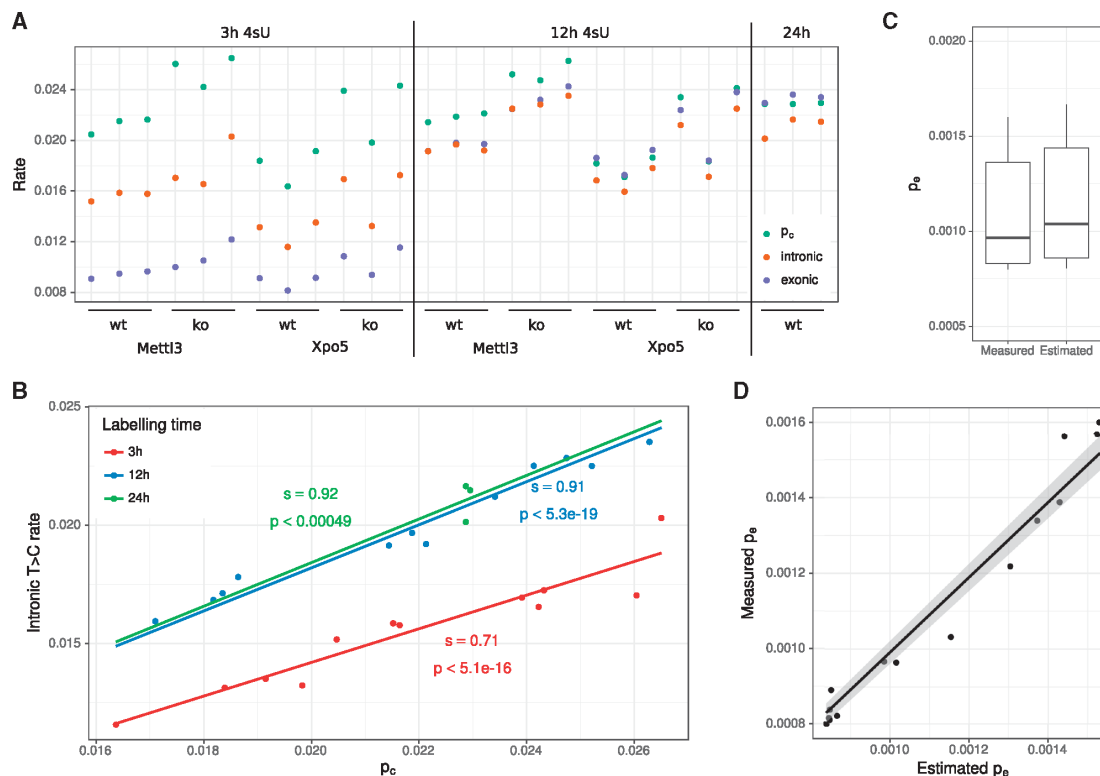 A
3h 4sU
12h 4sU
24h
Rate
0.024
0.020
0.016
0.012
0.008
pc
intronic
exonic
wt
ko
wt
ko
wt
ko
wt
ko
wt
Mettl3
Xpo5
Mettl3
Xpo5
C
pe
0.0020
0.0015
0.0010
0.0005
Measured
Estimated
B
Intronic T>C rate
0.025
0.020
0.015
Labelling time
3h
12h
24h
s = 0.92
p < 0.00049
s = 0.91
p < 5.3e-19
s = 0.71
p < 5.1e-16
0.016
0.018
0.020
0.022
0.024
0.026
pc
D
Measured pe
0.0016
0.0014
0.0012
0.0010
0.0008
0.0010
0.0012
0.0014
Estimated pe